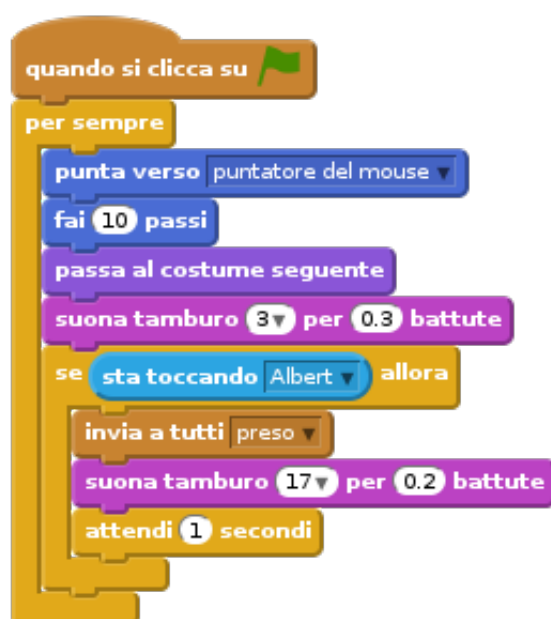 quando si clicca su
per sempre
punta verso puntatore del mouse
fai 10 passi
passa al costume seguente
suona tamburo 3 per 0.3 battute
se sta toccando Albert allora
invia a tutti preso
suona tamburo 17 per 0.2 battute
attendi 1 secondi